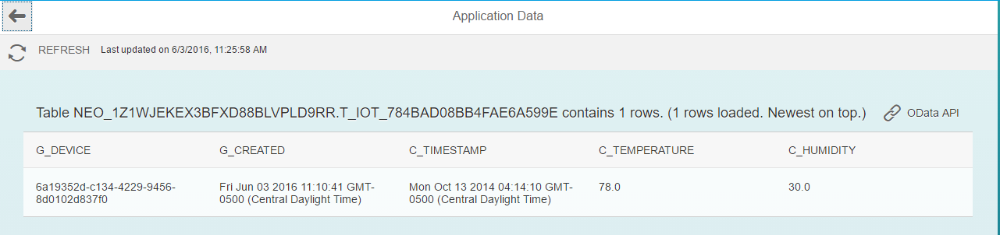 Application Data
REFRESH Last updated on 6/3/2016, 11:25:58 AM
Table NEO_1Z1WJEKEX3BFXD88BLVPLD9RR.T_IOT_784BAD08BB4FAE6A599E contains 1 rows. (1 rows loaded. Newest on top.) OData API
G_DEVICE G_CREATED C_TIMESTAMP C_TEMPERATURE C_HUMIDITY
6a19352d-c134-4229-9456- Fri Jun 03 2016 11:10:41 GMT- Mon Oct 13 2014 04:14:10 GMT- 78.0 30.0
8d0102d837f0 0500 (Central Daylight Time) 0500 (Central Daylight Time)